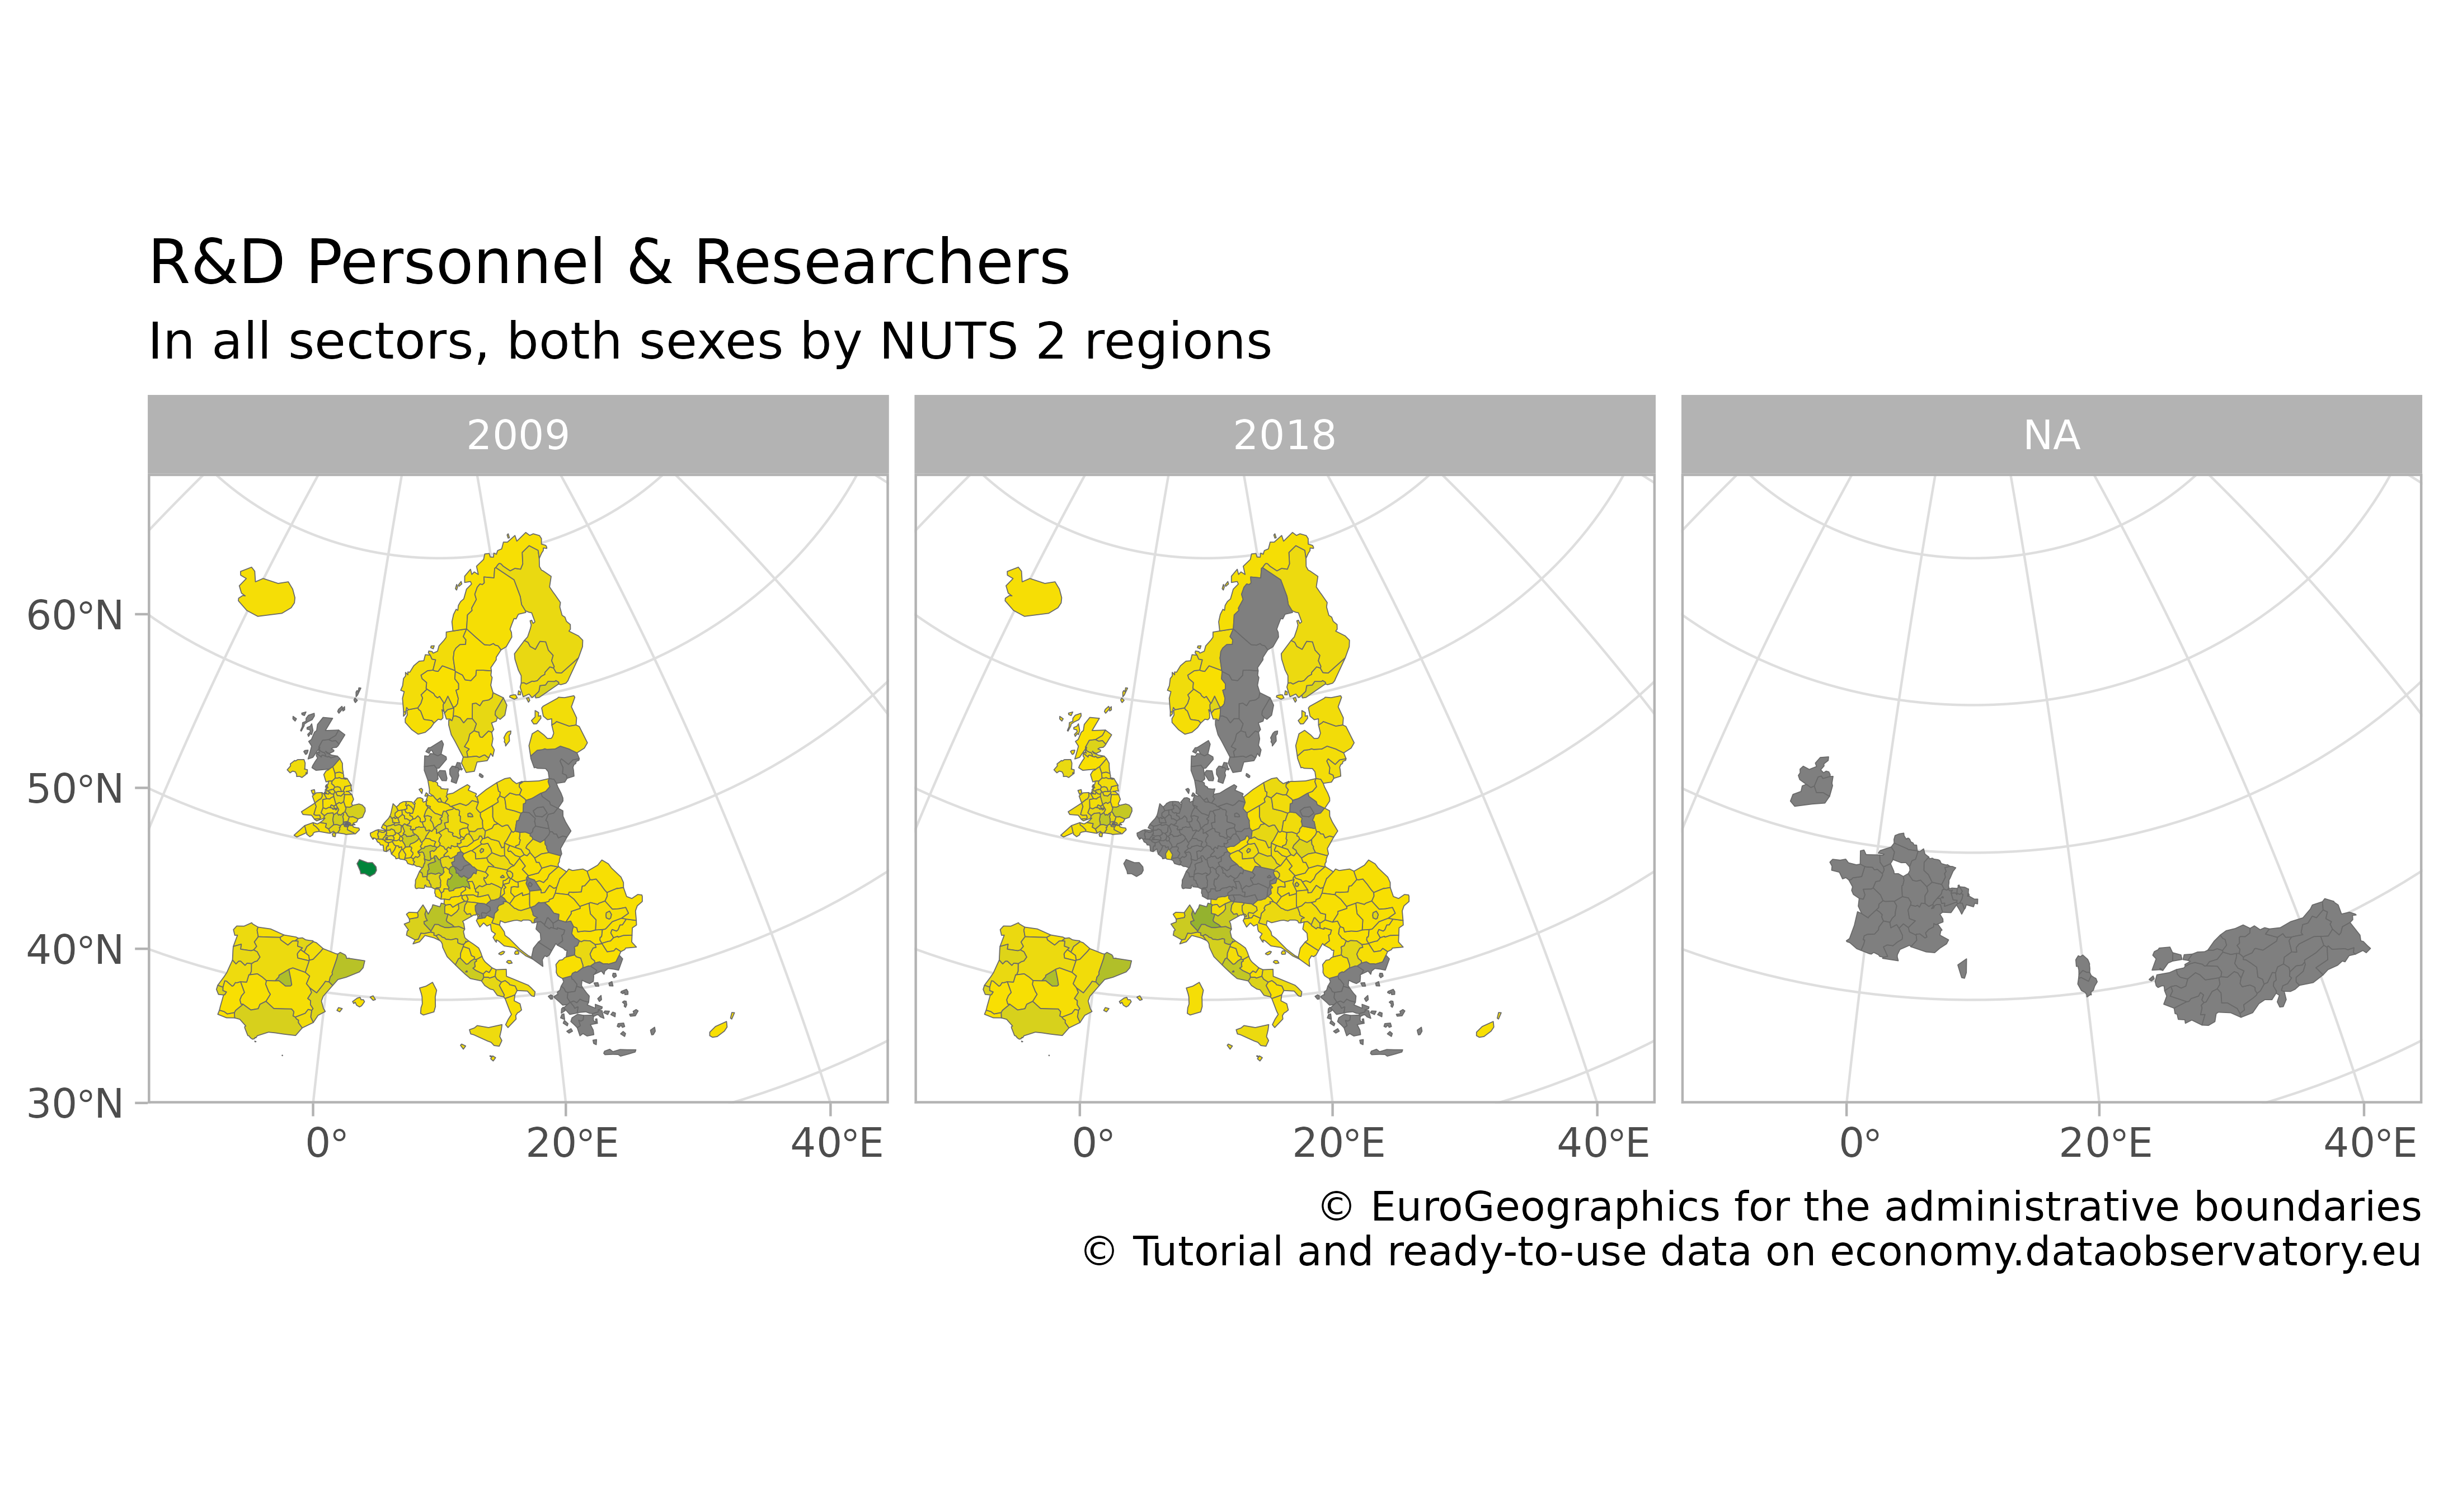 R&D Personnel & Researchers
In all sectors, both sexes by NUTS 2 regions
2009 2018 NA
60°N
50°N
40°N
30°N
0° 20°E 40°E 0° 20°E 40°E 0° 20°E 40°E
© EuroGeographics for the administrative boundaries
© Tutorial and ready-to-use data on economy.dataobservatory.eu